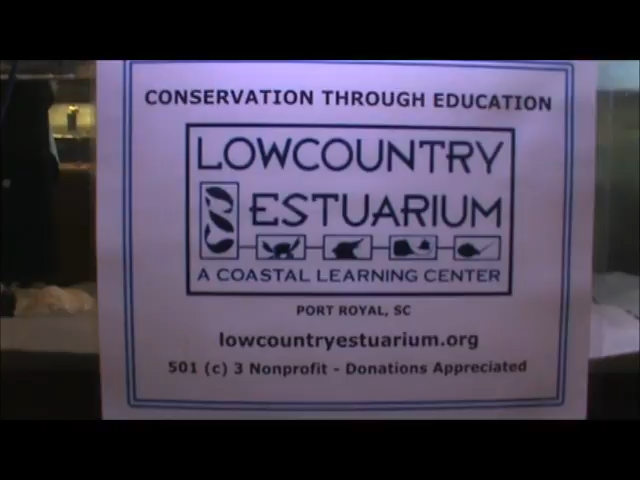 CONSERVATION THROUGH EDUCATION
LOWCOUNTRY
ESTUARIUM
A COASTAL LEARNING CENTER
PORT ROYAL, SC
lowcountryestuarium.org
501 (c) 3 Nonprofit - Donations Appreciated